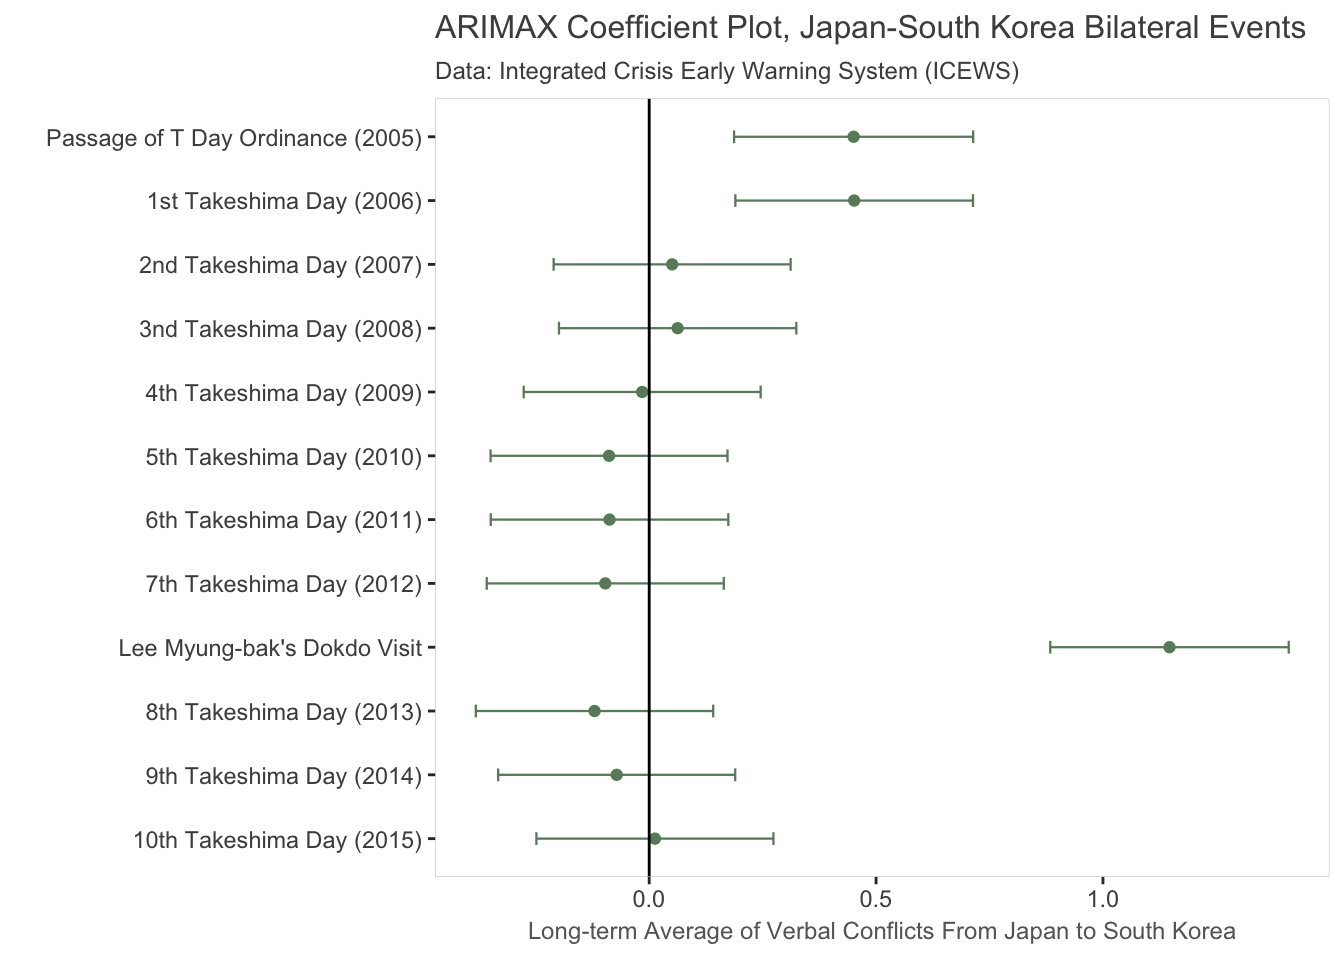 ARIMAX Coefficient Plot, Japan-South Korea Bilateral Events
Data: Integrated Crisis Early Warning System (ICEWS)
Passage of T Day Ordinance (2005)
1st Takeshima Day (2006)
2nd Takeshima Day (2007)
3nd Takeshima Day (2008)
4th Takeshima Day (2009)
5th Takeshima Day (2010)
6th Takeshima Day (2011)
7th Takeshima Day (2012)
Lee Myung-bak's Dokdo Visit
8th Takeshima Day (2013)
9th Takeshima Day (2014)
10th Takeshima Day (2015)
0.0 0.5 1.0
Long-term Average of Verbal Conflicts From Japan to South Korea